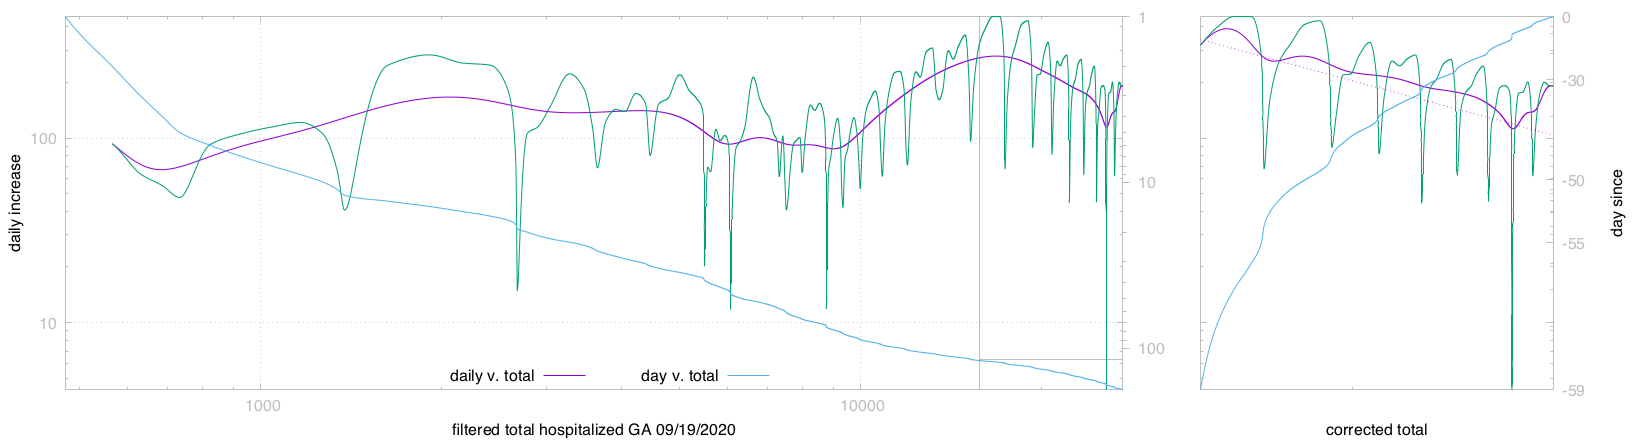 daily increase
100
10
1000
10000
1
10
100
daily v. total
day v. total
filtered total hospitalized GA 09/19/2020
0
-30
-50
-55
-59
day since
corrected total